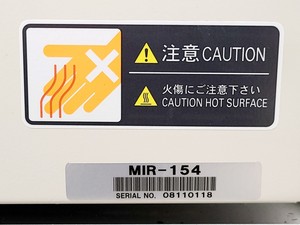 注意 CAUTION
火傷にご注意下さい
CAUTION HOT SURFACE
MIR-154
SERIAL NO. 08110118